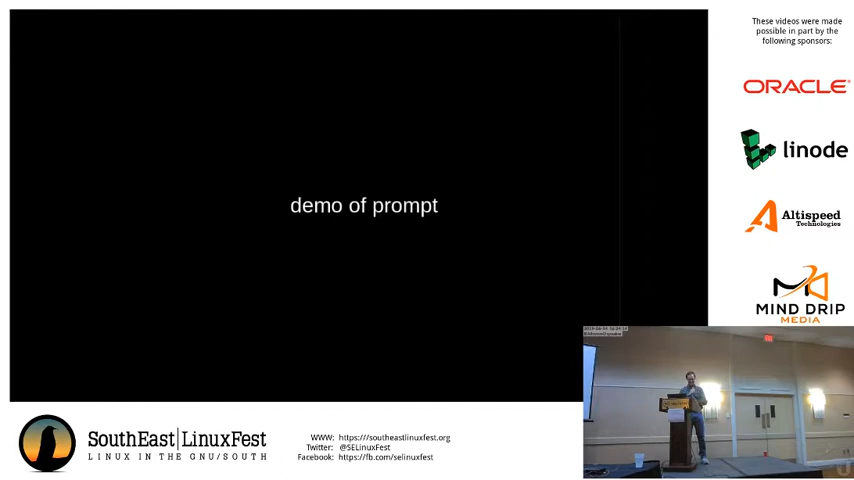 These videos were made
possible in part by the
following sponsors:
ORACLE
linode
Altispeed
Technologies
MIND DRIP
MEDIA
demo of prompt
SouthEast|LinuxFest
LINUX IN THE GNU/SOUTH
WWW: https://southeastlinuxfest.org
Twitter: @SELinuxFest
Facebook: https://fb.com/selinuxfest